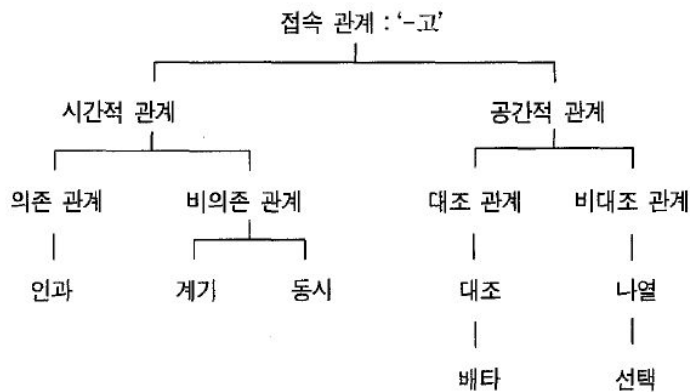 접속 관계 : '-고'
시간적 관계 공간적 관계
의존 관계 비의존 관계 대조 관계 비대조 관계
인과 계기 동시 대조 나열
배타 선택